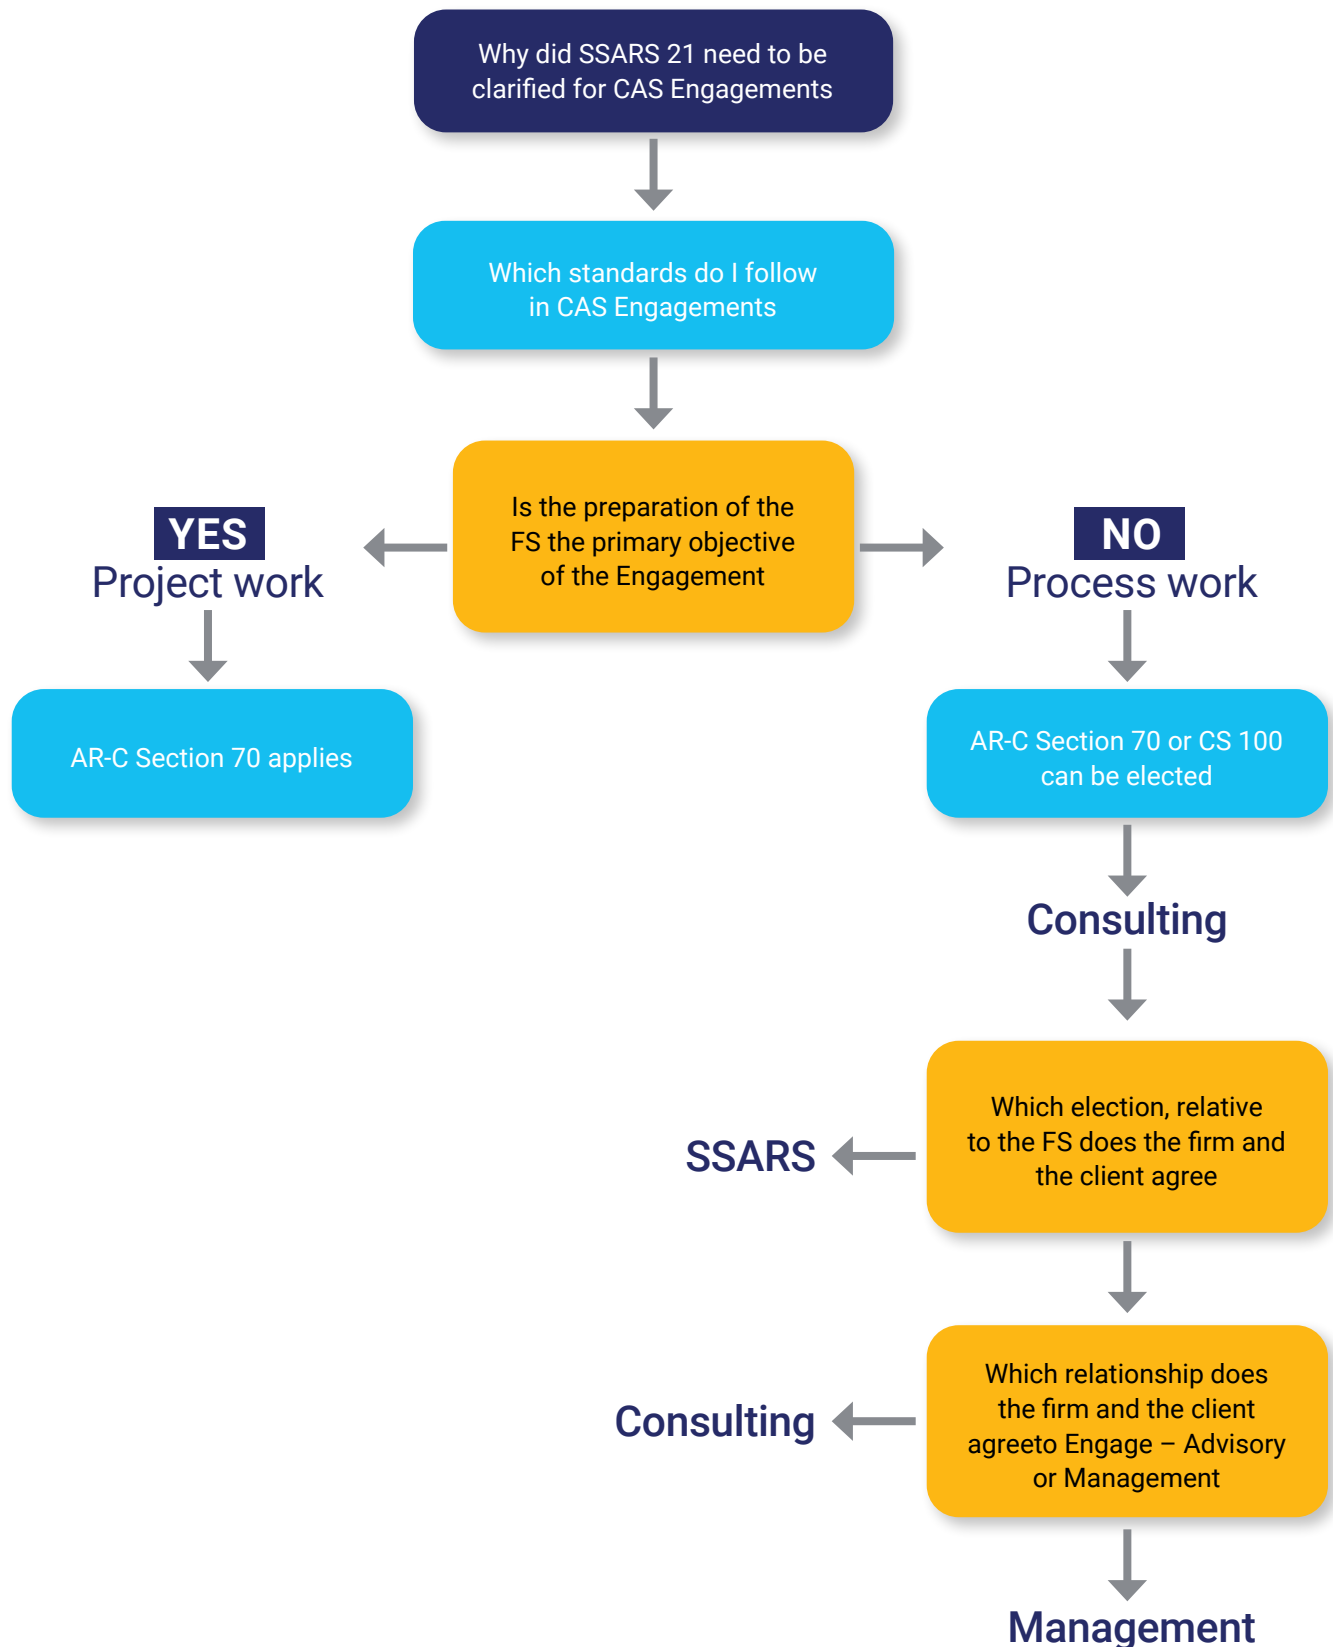 Why did SSARS 21 need to be
clarified for CAS Engagements
Which standards do I follow
in CAS Engagements
Is the preparation of the
FS the primary objective
of the Engagement
YES
Project work
NO
Process work
AR-C Section 70 applies
AR-C Section 70 or CS 100
can be elected
Consulting
Which election, relative
to the FS does the firm and
the client agree
SSARS
Which relationship does
the firm and the client
agreeto Engage – Advisory
or Management
Consulting
Management